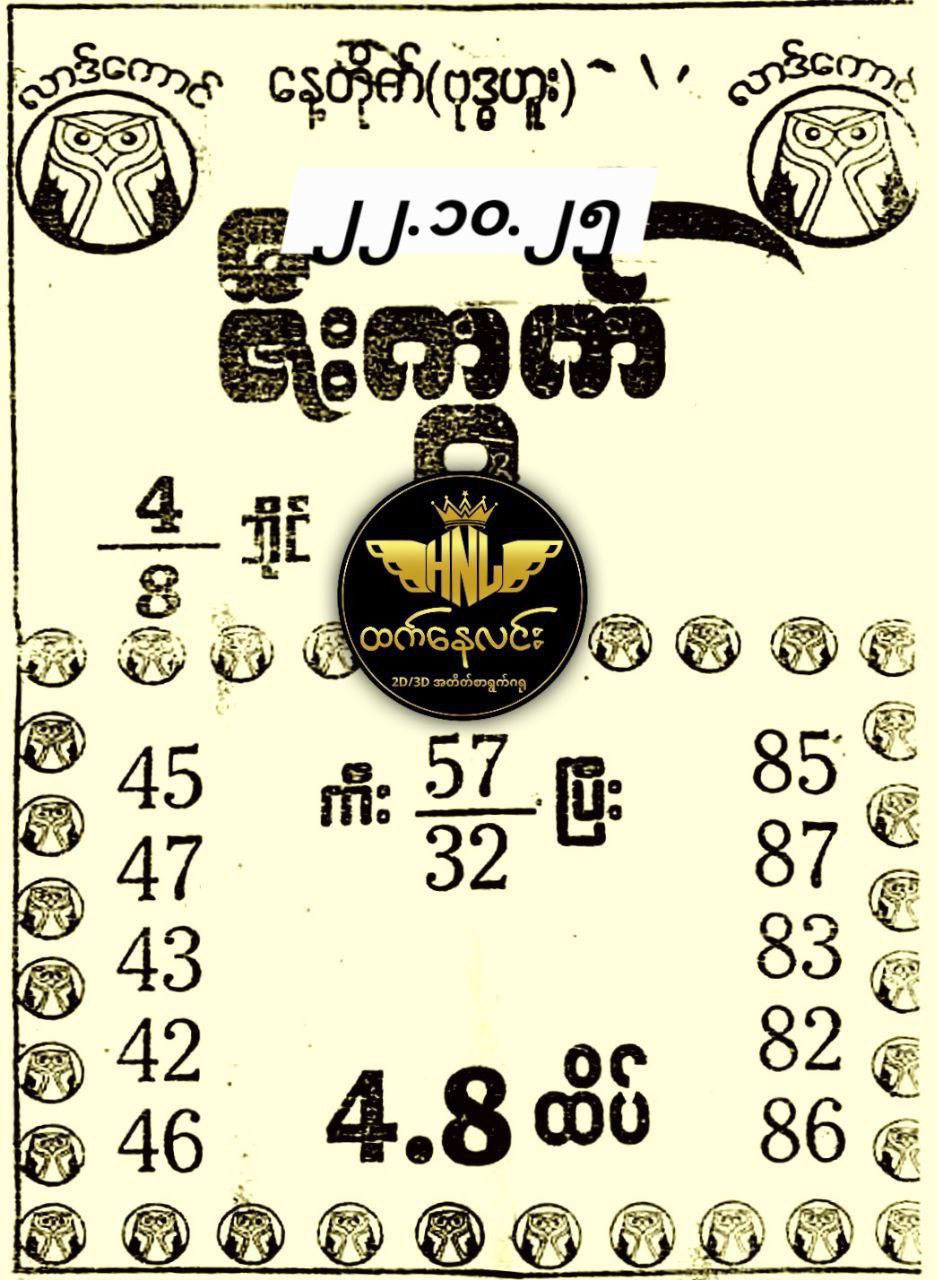 လာဒ်ကောင်
နေ့တိုက်(ဗုဒ္ဓဟူး)
လာဒ်ကောင်
၂၂.၁၀.၂၅
4
8
ဘိုင်
HNL
ထက်နေလင်း
2D/3D အတိတ်စာရွက်ဂရု
45 ကီး 57 ပြီး 85
32
47 87
43 83
42 82
46 4.8 ထိပ် 86